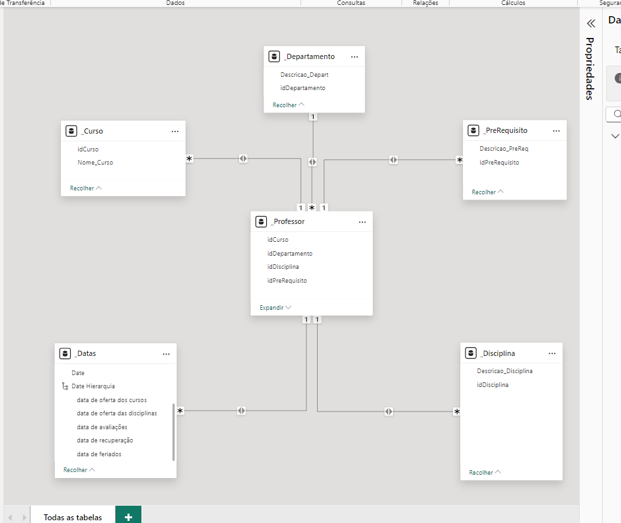 de Transferência
Dados
Consultas
Relações
Cálculos
Seguran
_Departamento
Descricao_Depart
idDepartamento
Recolher
1
_Curso
idCurso
Nome_Curso
Recolher
*
_PreRequisito
Descricao_PreReq
idPreRequisito
Recolher
*
1
*
1
_Professor
idCurso
idDepartamento
idDisciplina
idPreRequisito
Expandir
1
1
_Datas
Date
Date Hierarquia
data de oferta dos cursos
data de oferta das disciplinas
data de avaliações
data de recuperação
data de feriados
Recolher
*
_Disciplina
Descricao_Disciplina
idDisciplina
Recolher
*
Todas as tabelas
+
Propriedades
Da
Ta